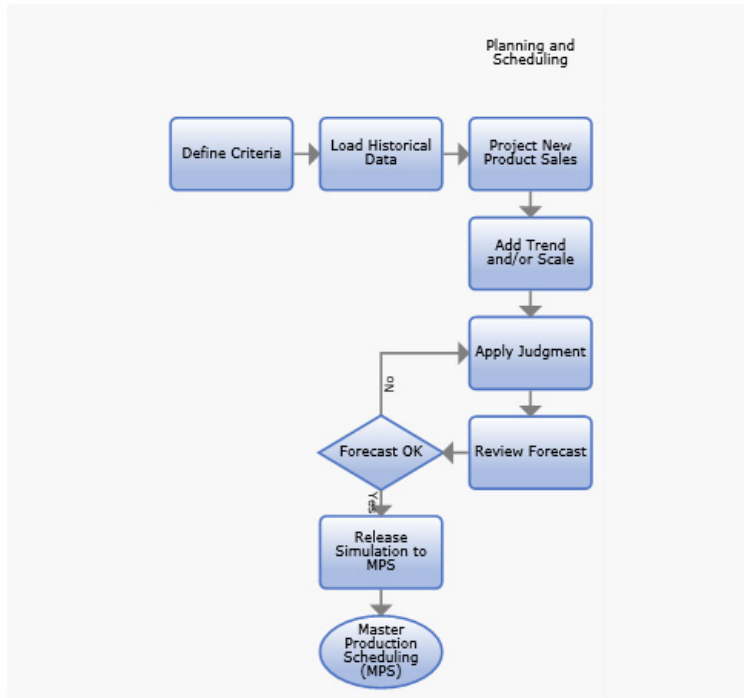 Planning and
Scheduling
Define Criteria
Load Historical
Data
Project New
Product Sales
Add Trend
and/or Scale
Apply Judgment
No
Forecast OK
Review Forecast
Yes
Release
Simulation to
MPS
Master
Production
Scheduling
(MPS)